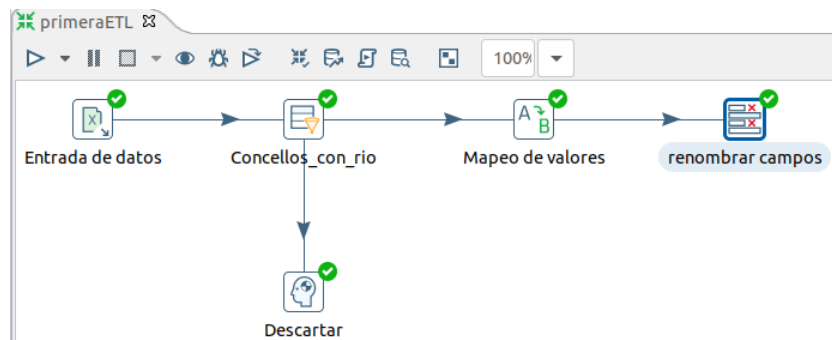 primeraETL
100%
Entrada de datos
Concellos_con_rio
Mapeo de valores
renombrar campos
Descartar